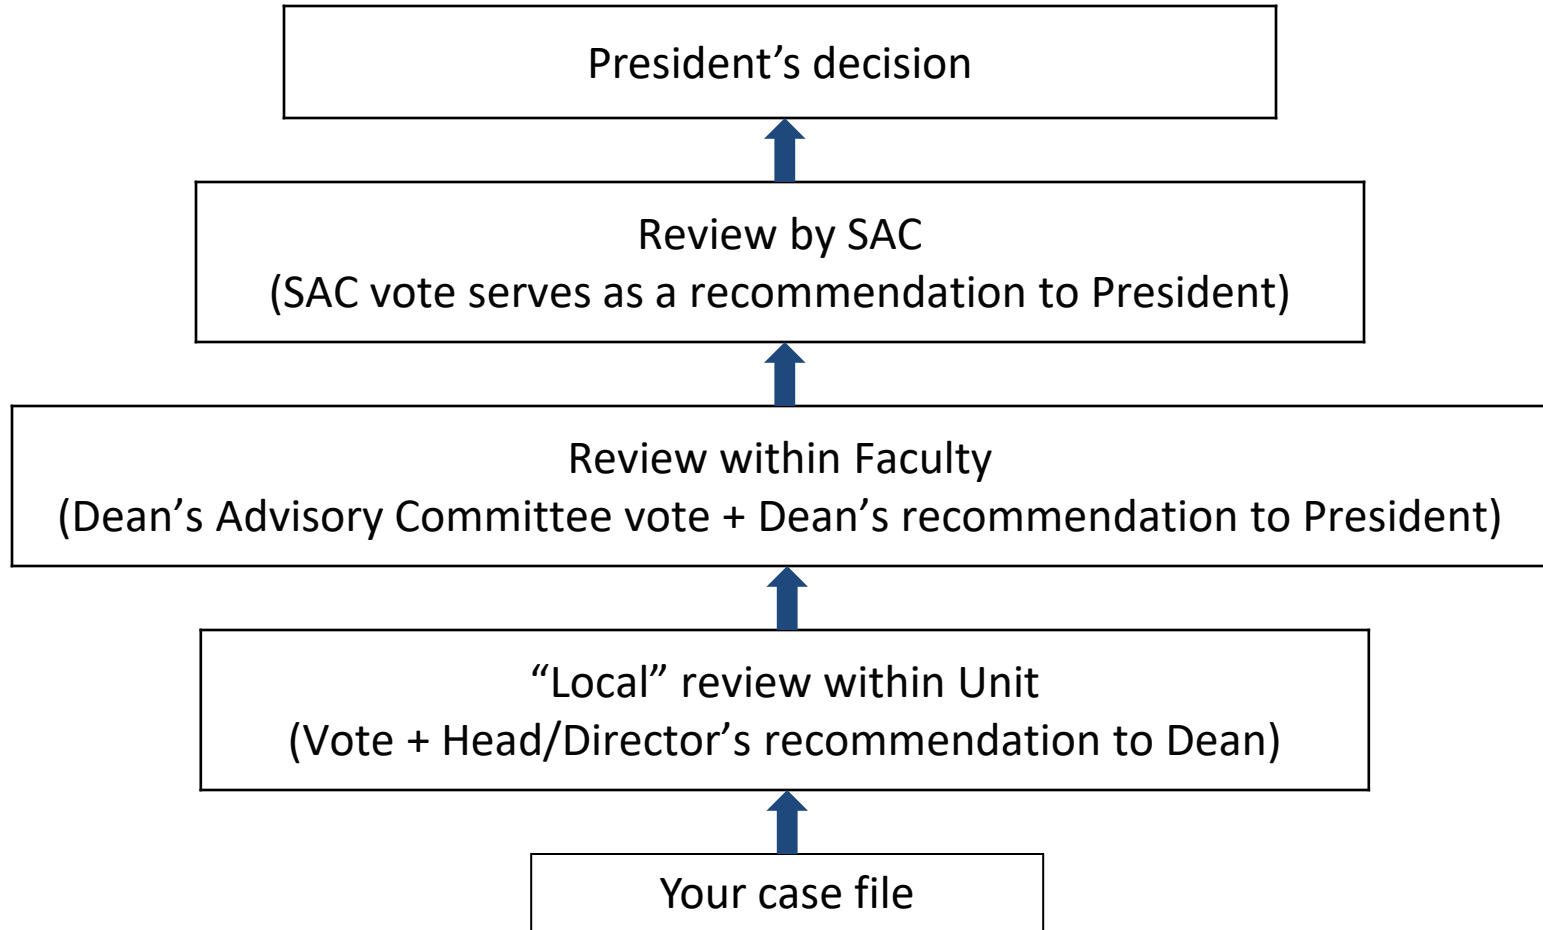 President’s decision
Review by SAC
(SAC vote serves as a recommendation to President)
Review within Faculty
(Dean’s Advisory Committee vote + Dean’s recommendation to President)
“Local” review within Unit
(Vote + Head/Director’s recommendation to Dean)
Your case file